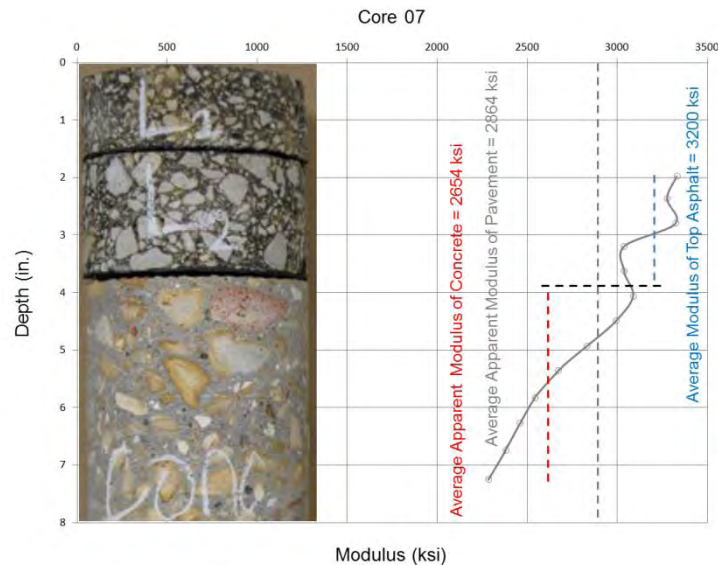 Core 07
0 500 1000 1500 2000 2500 3000 3500
0
1
2
3
4
5
6
7
8
Depth (in.)
L1
L2
CONC
Average Apparent Modulus of Concrete = 2654 ksi
Average Apparent Modulus of Pavement = 2864 ksi
Average Modulus of Top Asphalt = 3200 ksi
Modulus (ksi)